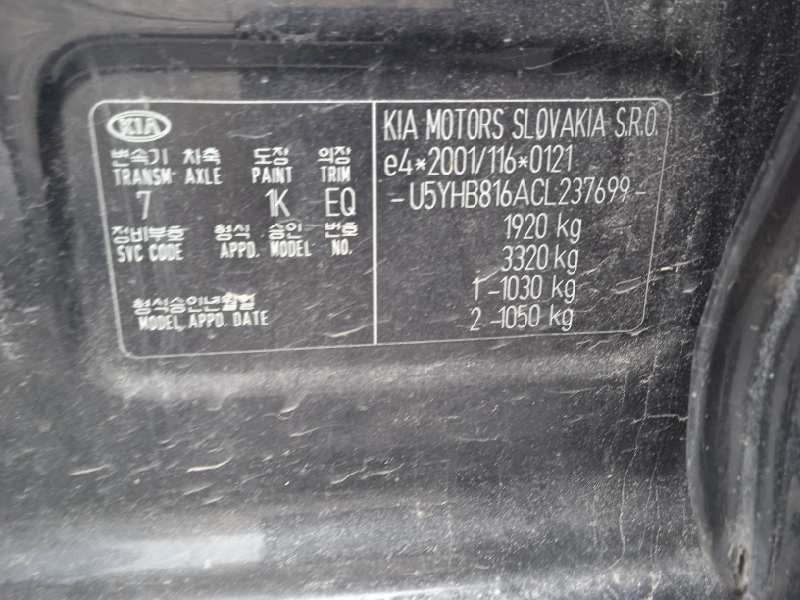 KIA
변속기 차축 도장 의장
TRANSM AXLE PAINT TRIM
7 1K EQ
정비부호 형식 승인 번호
SVC CODE APPD. MODEL NO.
형식승인년월일
MODEL APPD. DATE
KIA MOTORS SLOVAKIA S.R.O.
e4*2001/116*0121
-U5YHB816ACL237699-
1920 kg
3320 kg
1 -1030 kg
2 -1050 kg